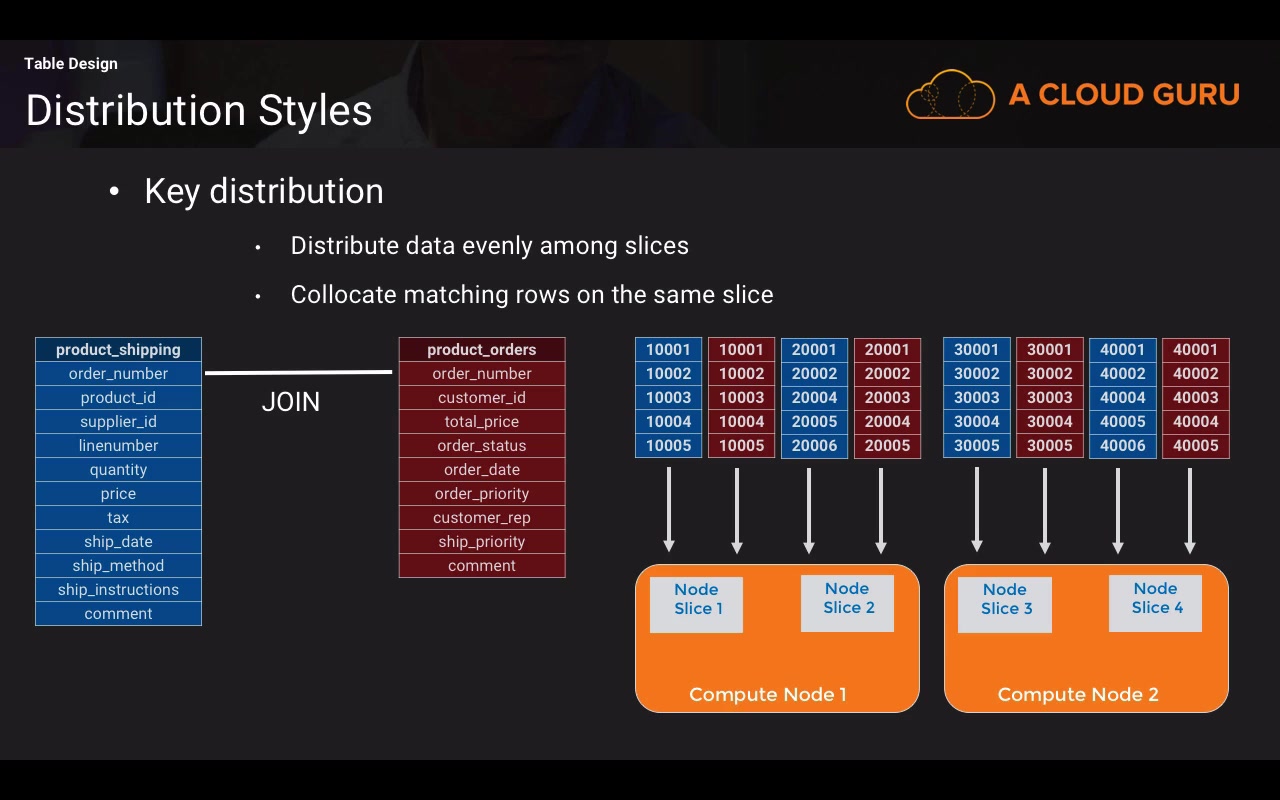 Table Design
Distribution Styles
A CLOUD GURU
• Key distribution
• Distribute data evenly among slices
• Collocate matching rows on the same slice
product_shipping
order_number
product_id
supplier_id
linenumber
quantity
price
tax
ship_date
ship_method
ship_instructions
comment
JOIN
product_orders
order_number
customer_id
total_price
order_status
order_date
order_priority
customer_rep
ship_priority
comment
10001 10001 20001 20001 30001 30001 40001 40001
10002 10002 20002 20002 30002 30002 40002 40002
10003 10003 20004 20003 30003 30003 40004 40003
10004 10004 20005 20004 30004 30004 40005 40004
10005 10005 20006 20005 30005 30005 40006 40005
Node
Slice 1
Node
Slice 2
Compute Node 1
Node
Slice 3
Node
Slice 4
Compute Node 2